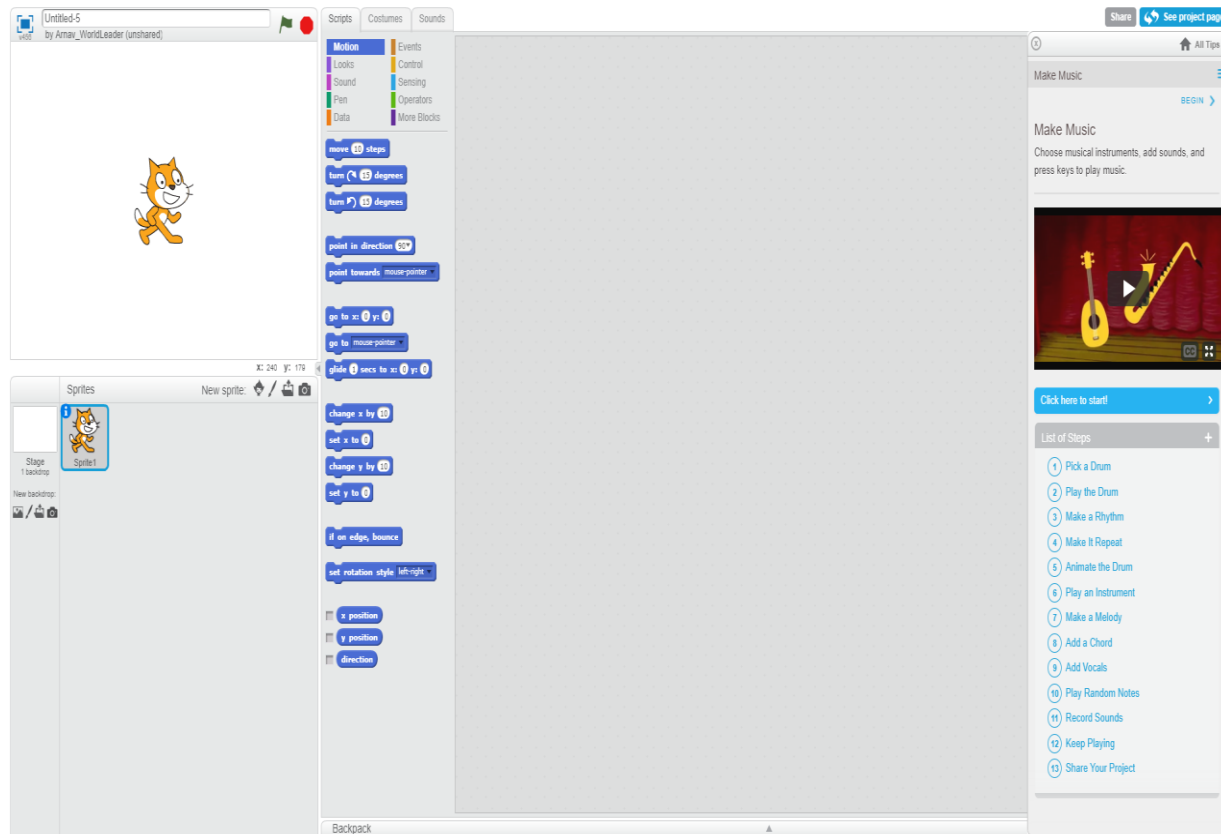 Untitled-5
by Arnav_WorldLeader (unshared)
v456
x: 240 y: 179
Sprites
New sprite:
Stage
1 backdrop
New backdrop:
Sprite1
Scripts
Costumes
Sounds
Motion
Events
Looks
Control
Sound
Sensing
Pen
Operators
Data
More Blocks
move 10 steps
turn 15 degrees
turn 15 degrees
point in direction 90
point towards mouse-pointer
go to x: 0 y: 0
go to mouse-pointer
glide 1 secs to x: 0 y: 0
change x by 10
set x to 0
change y by 10
set y to 0
if on edge, bounce
set rotation style left-right
x position
y position
direction
Backpack
Share
See project page
All Tips
Make Music
BEGIN
Make Music
Choose musical instruments, add sounds, and
press keys to play music.
CC
Click here to start!
List of Steps
1 Pick a Drum
2 Play the Drum
3 Make a Rhythm
4 Make It Repeat
5 Animate the Drum
6 Play an Instrument
7 Make a Melody
8 Add a Chord
9 Add Vocals
10 Play Random Notes
11 Record Sounds
12 Keep Playing
13 Share Your Project